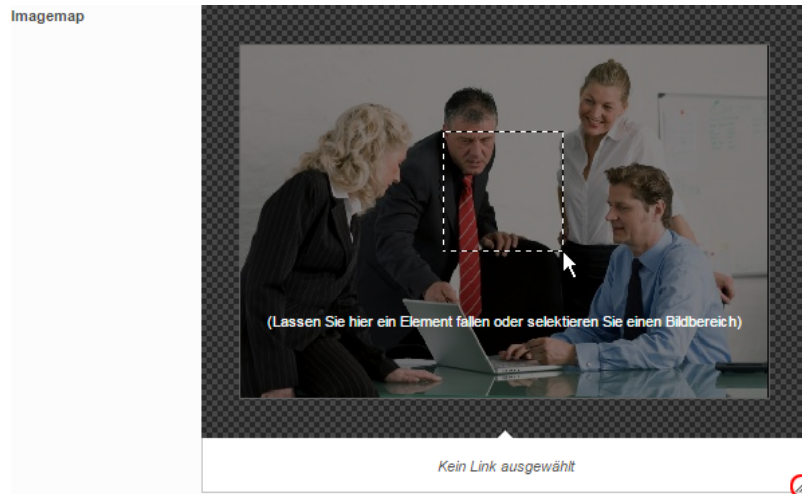 Imagemap
(Lassen Sie hier ein Element fallen oder selektieren Sie einen Bildbereich)
Kein Link ausgewählt